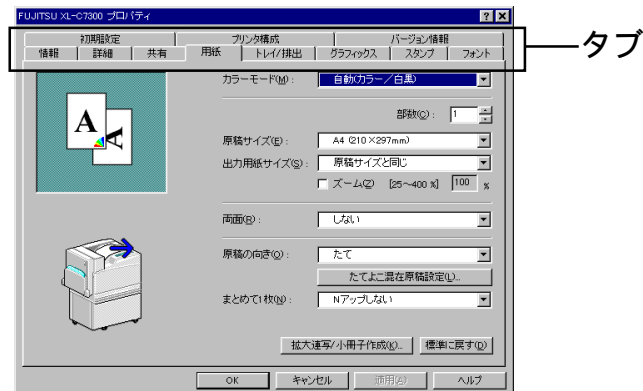 FUJITSU XL-C7300 プロパティ
初期設定 プリンタ構成 バージョン情報
情報 詳細 共有 用紙 トレイ/排出 グラフィックス スタンプ フォント
タブ
カラーモード(M) : 自動(カラー/白黒)
部数(C) : 1
原稿サイズ(E) : A4 (210×297mm)
出力用紙サイズ(S) : 原稿サイズと同じ
ズーム(Z) [25~400 %] 100 %
両面(R) : しない
原稿の向き(O) : たて
たてよこ混在原稿設定(L)...
まとめて1枚(N) : Nアップしない
拡大連写/小冊子作成(K)... 標準に戻す(D)
OK キャンセル 適用(A) ヘルプ
A
A